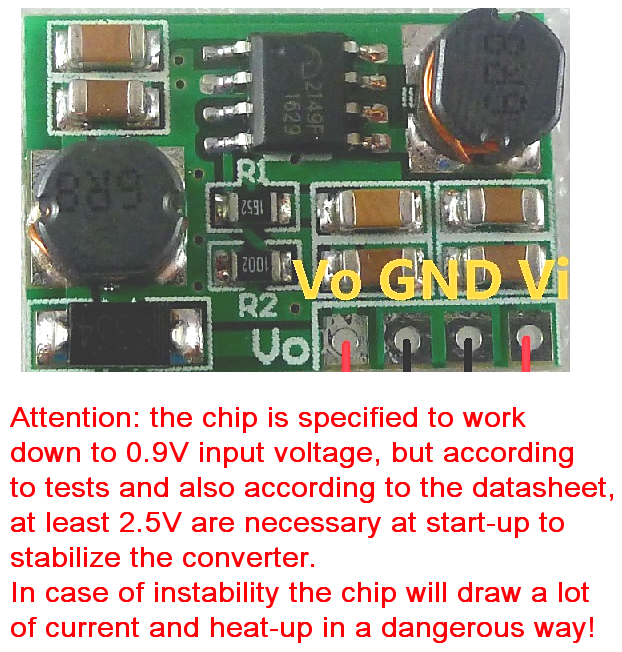 6R8
2149F
1629
R1
6R8
1652
1002
Vo GND Vi
R2
Vo
Attention: the chip is specified to work
down to 0.9V input voltage, but according
to tests and also according to the datasheet,
at least 2.5V are necessary at start-up to
stabilize the converter.
In case of instability the chip will draw a lot
of current and heat-up in a dangerous way!